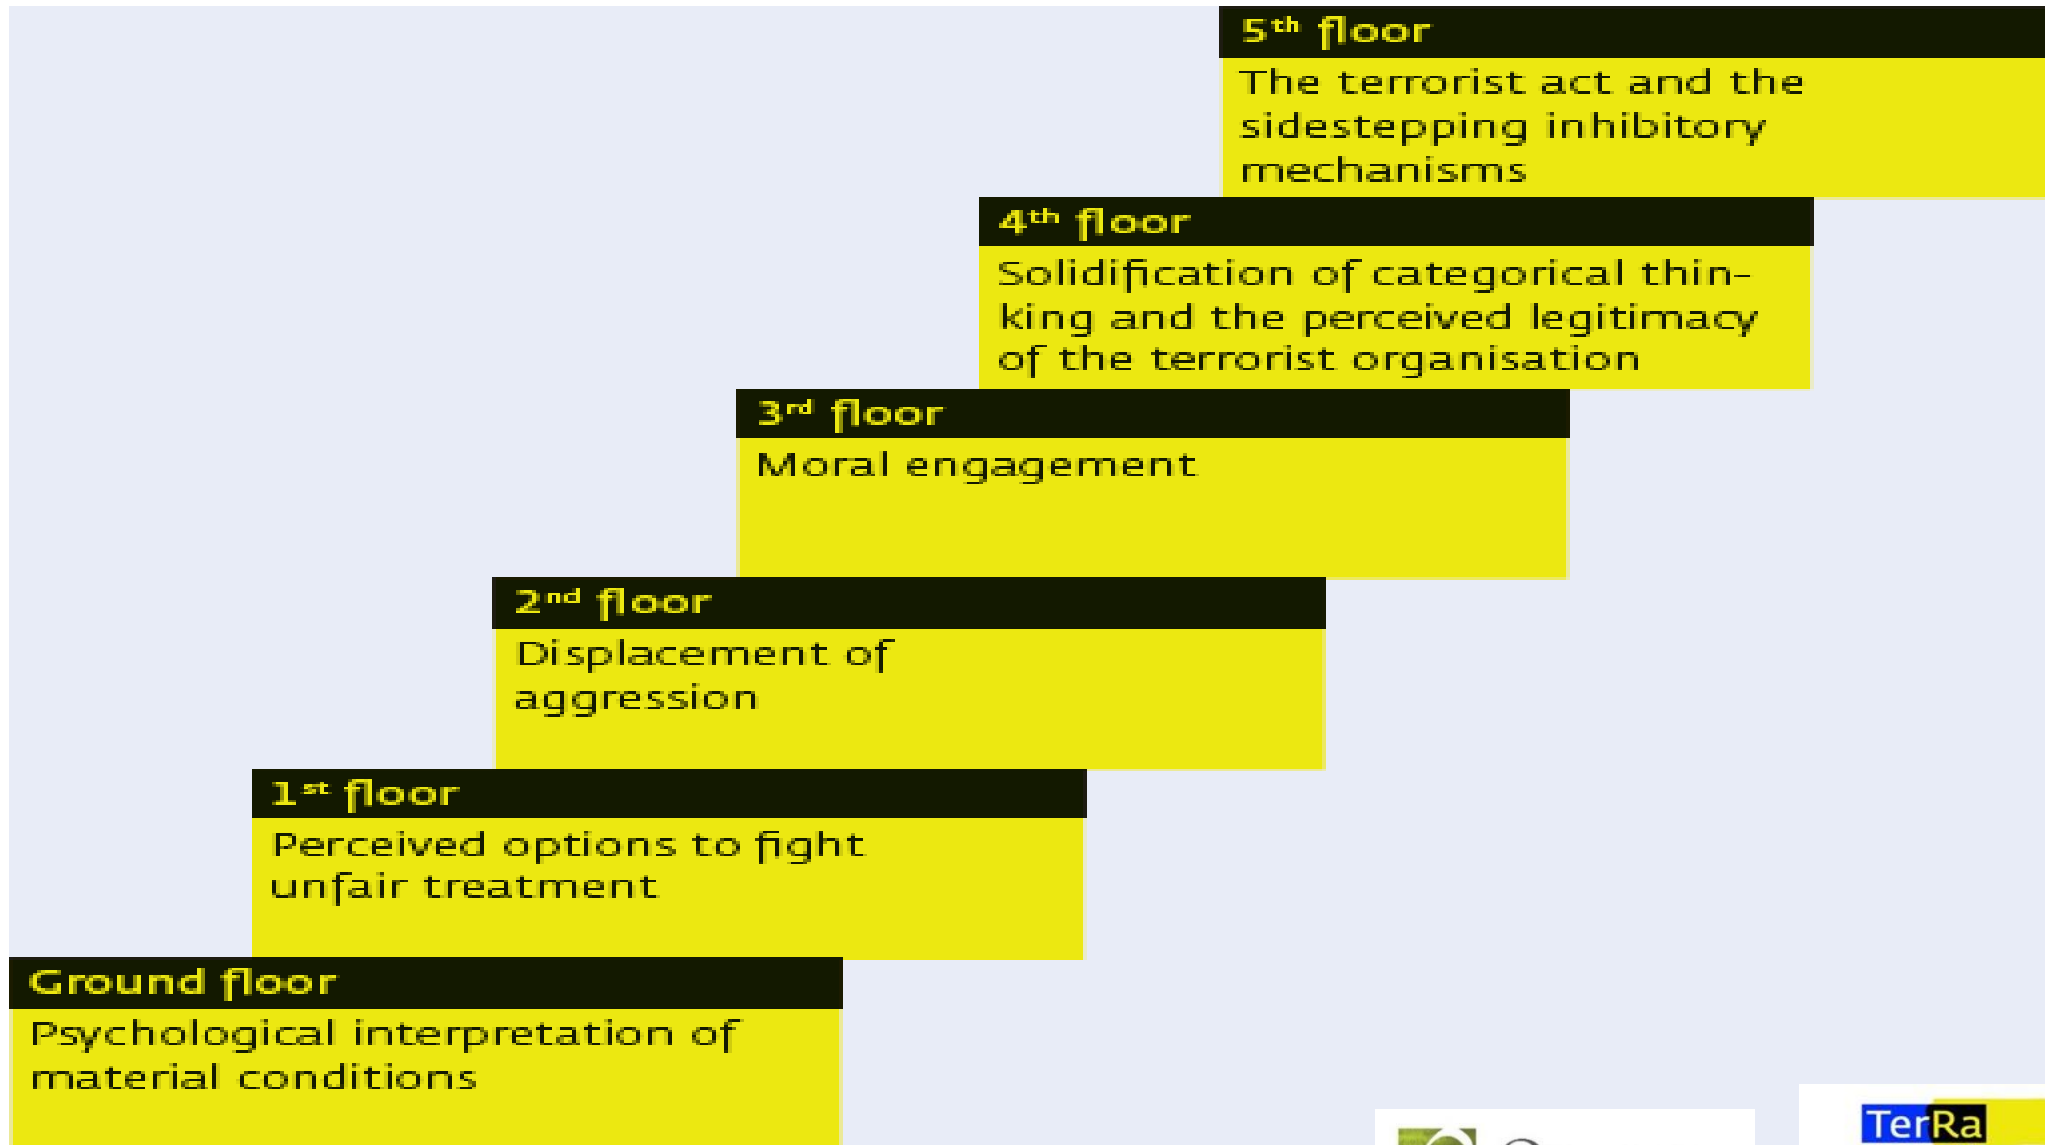 5th floor
The terrorist act and the
sidestepping inhibitory
mechanisms
4th floor
Solidification of categorical thin-
king and the perceived legitimacy
of the terrorist organisation
3rd floor
Moral engagement
2nd floor
Displacement of
aggression
1st floor
Perceived options to fight
unfair treatment
Ground floor
Psychological interpretation of
material conditions
TerRa